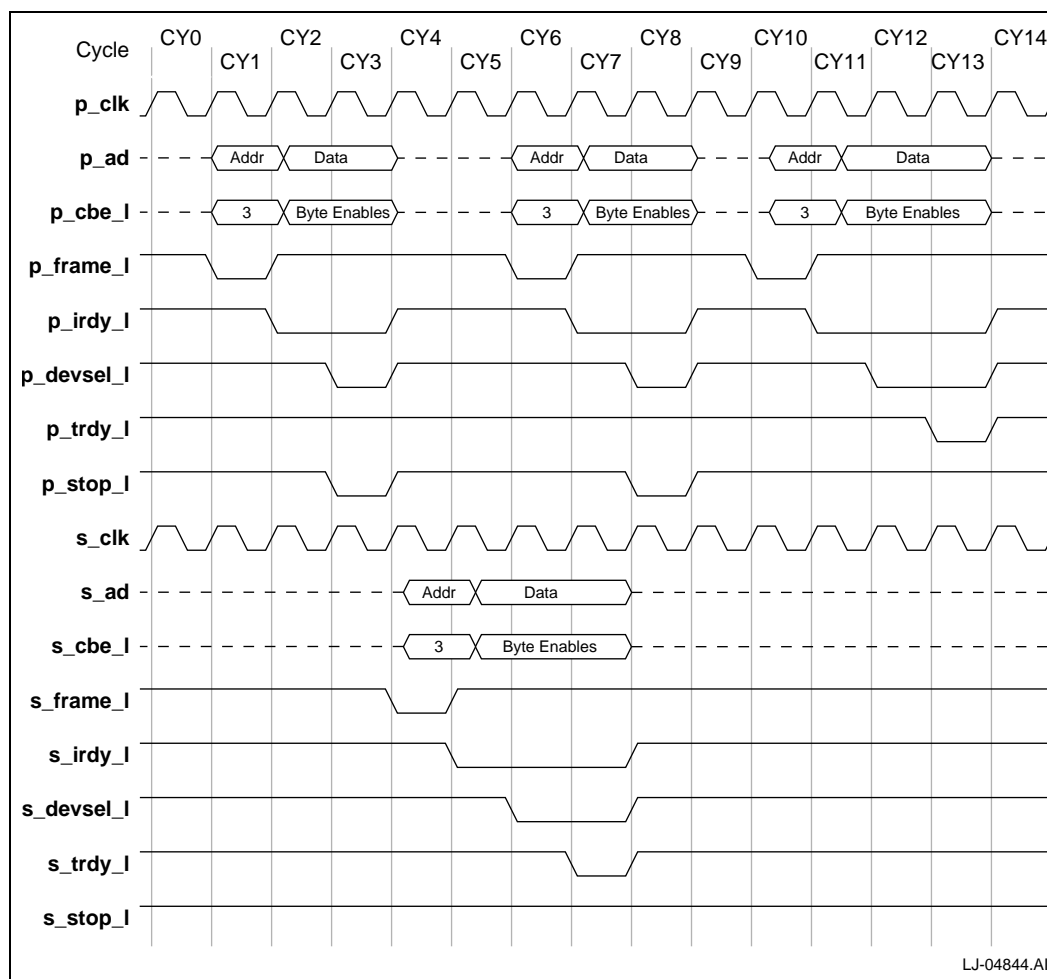 Cycle CY0 CY1 CY2 CY3 CY4 CY5 CY6 CY7 CY8 CY9 CY10 CY11 CY12 CY13 CY14
p_clk
p_ad Addr Data Addr Data Addr Data
p_cbe_l 3 Byte Enables 3 Byte Enables 3 Byte Enables
p_frame_l
p_irdy_l
p_devsel_l
p_trdy_l
p_stop_l
s_clk
s_ad Addr Data
s_cbe_l 3 Byte Enables
s_frame_l
s_irdy_l
s_devsel_l
s_trdy_l
s_stop_l
LJ-04844.AI